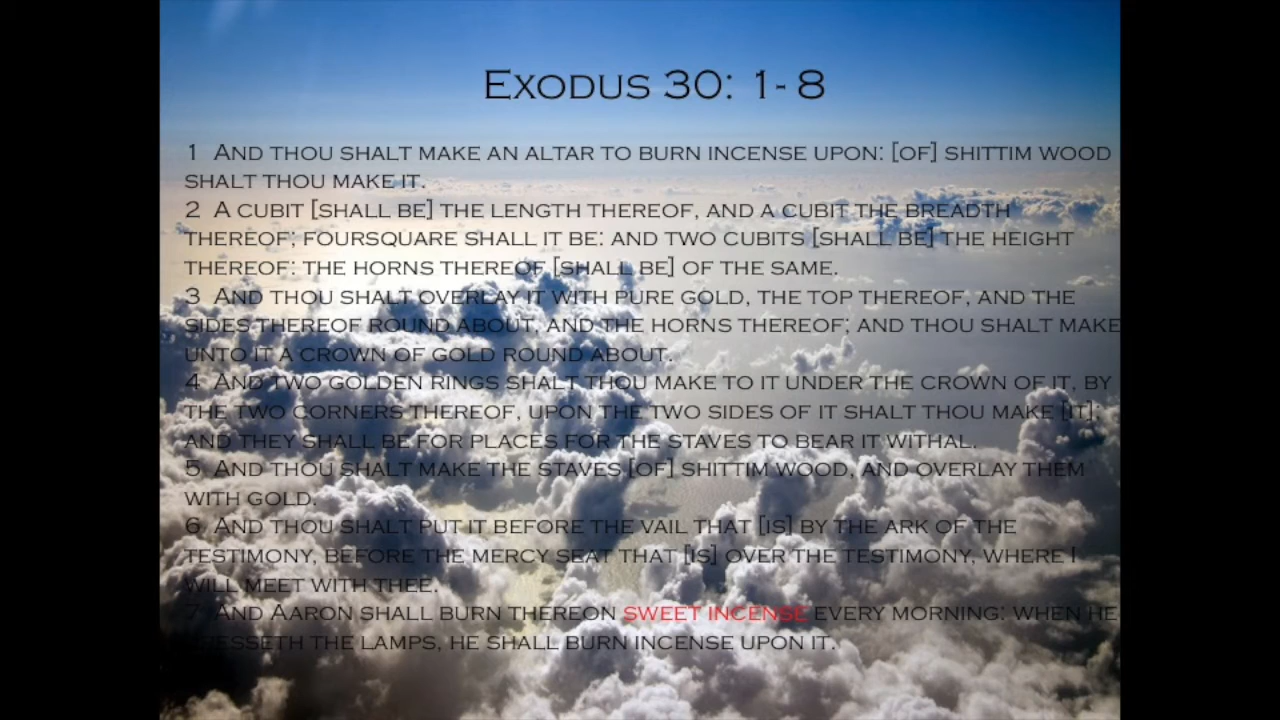 Exodus 30: 1- 8
1 And thou shalt make an altar to burn incense upon: [of] shittim wood
shalt thou make it.
2 A cubit [shall be] the length thereof, and a cubit the breadth
thereof; foursquare shall it be: and two cubits [shall be] the height
thereof: the horns thereof [shall be] of the same.
3 And thou shalt overlay it with pure gold, the top thereof, and the
sides thereof round about, and the horns thereof; and thou shalt make
unto it a crown of gold round about.
4 And two golden rings shalt thou make to it under the crown of it, by
the two corners thereof, upon the two sides of it shalt thou make [it];
and they shall be for places for the staves to bear it withal.
5 And thou shalt make the staves [of] shittim wood, and overlay them
with gold.
6 And thou shalt put it before the vail that [is] by the ark of the
testimony, before the mercy seat that [is] over the testimony, where I
will meet with thee.
7 And Aaron shall burn thereon sweet incense every morning: when he
the lamps, he shall burn incense upon it.